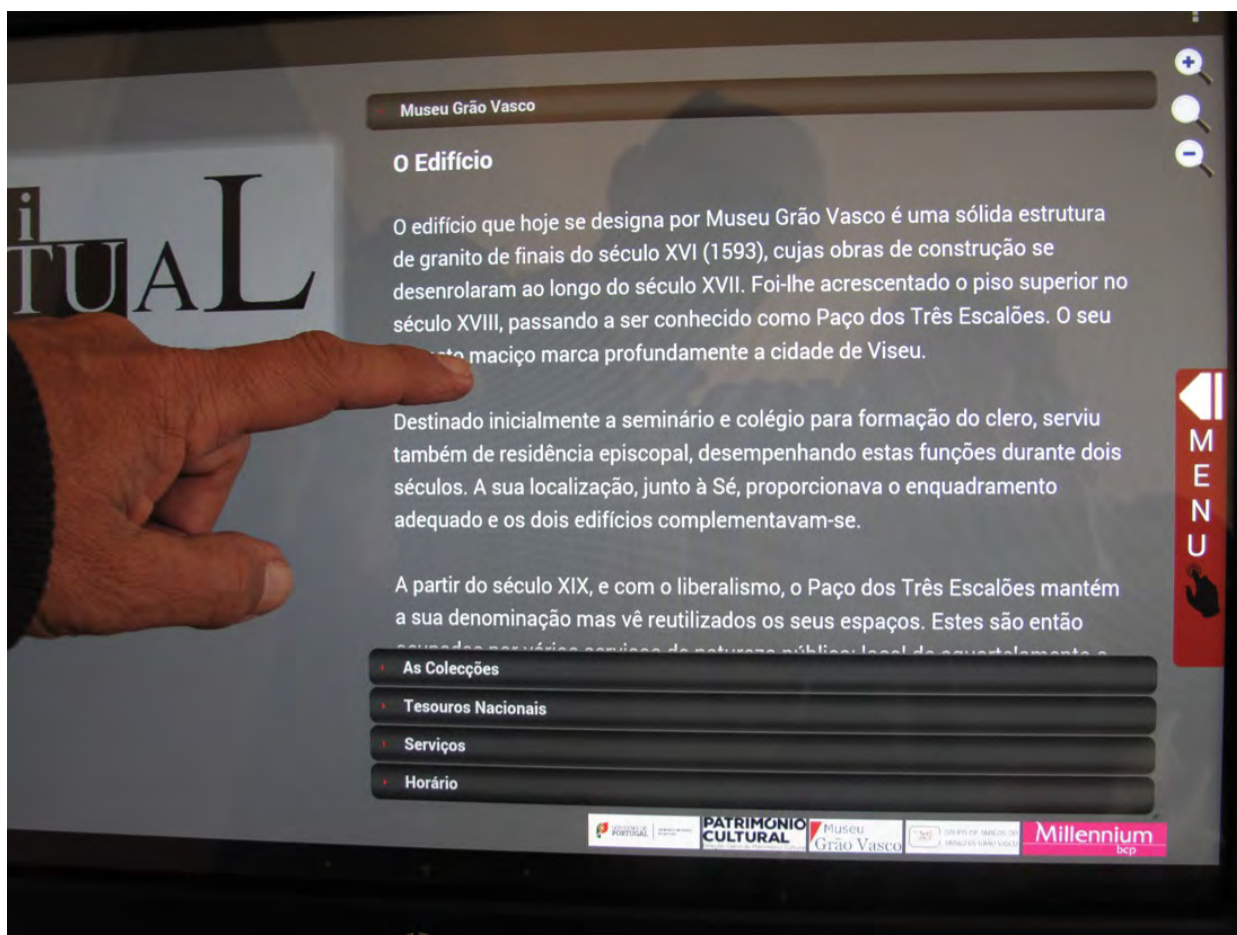 i
TUAL
Museu Grão Vasco
O Edifício
O edifício que hoje se designa por Museu Grão Vasco é uma sólida estrutura
de granito de finais do século XVI (1593), cujas obras de construção se
desenrolaram ao longo do século XVII. Foi-lhe acrescentado o piso superior no
século XVIII, passando a ser conhecido como Paço dos Três Escalões. O seu
maciço marca profundamente a cidade de Viseu.
Destinado inicialmente a seminário e colégio para formação do clero, serviu
também de residência episcopal, desempenhando estas funções durante dois
séculos. A sua localização, junto à Sé, proporcionava o enquadramento
adequado e os dois edifícios complementavam-se.
A partir do século XIX, e com o liberalismo, o Paço dos Três Escalões mantém
a sua denominação mas vê reutilizados os seus espaços. Estes são então
As Colecções
Tesouros Nacionais
Serviços
Horário
MENU
GOVERNO DE
PORTUGAL
PATRIMÓNIO
CULTURAL
Museu
Grão Vasco
Millennium
bcp